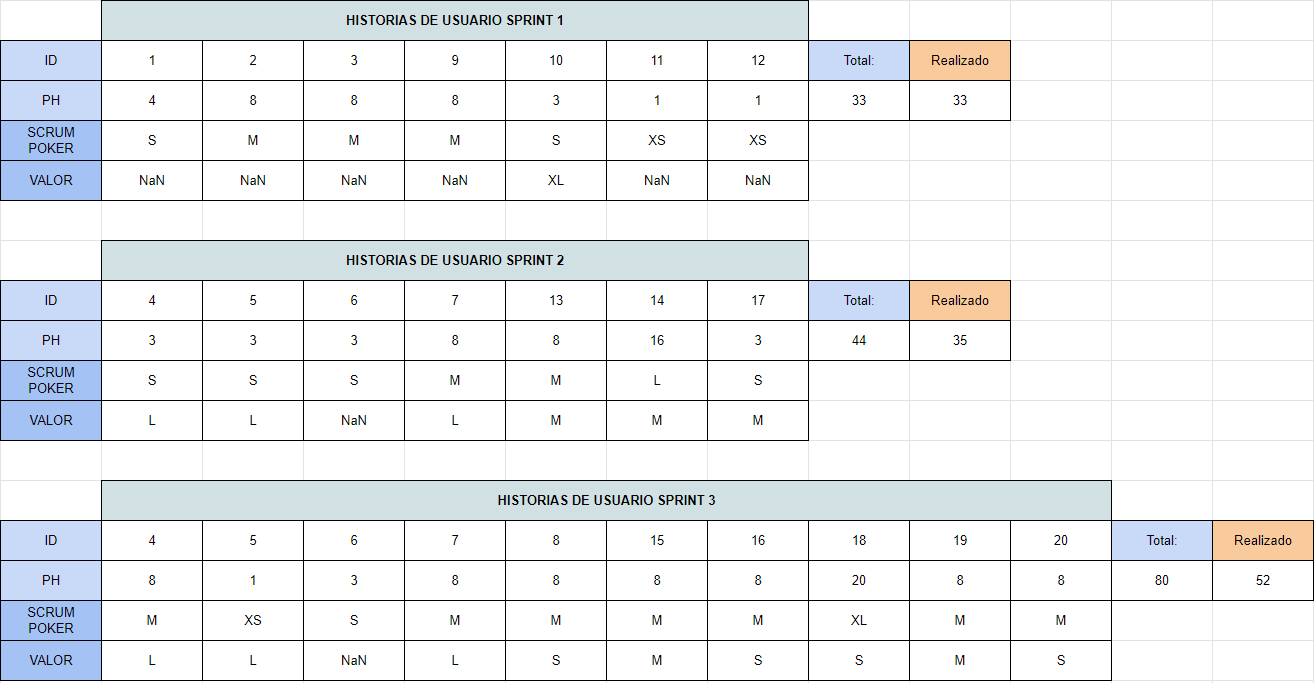 HISTORIAS DE USUARIO SPRINT 1
ID 1 2 3 9 10 11 12 Total: Realizado
PH 4 8 8 8 3 1 1 33 33
SCRUM
POKER S M M M S XS XS
VALOR NaN NaN NaN NaN XL NaN NaN
HISTORIAS DE USUARIO SPRINT 2
ID 4 5 6 7 13 14 17 Total: Realizado
PH 3 3 3 8 8 16 3 44 35
SCRUM
POKER S S S M M L S
VALOR L L NaN L M M M
HISTORIAS DE USUARIO SPRINT 3
ID 4 5 6 7 8 15 16 18 19 20 Total: Realizado
PH 8 1 3 8 8 8 8 20 8 8 80 52
SCRUM
POKER M XS S M M M M XL M M
VALOR L L NaN L S M S S M S